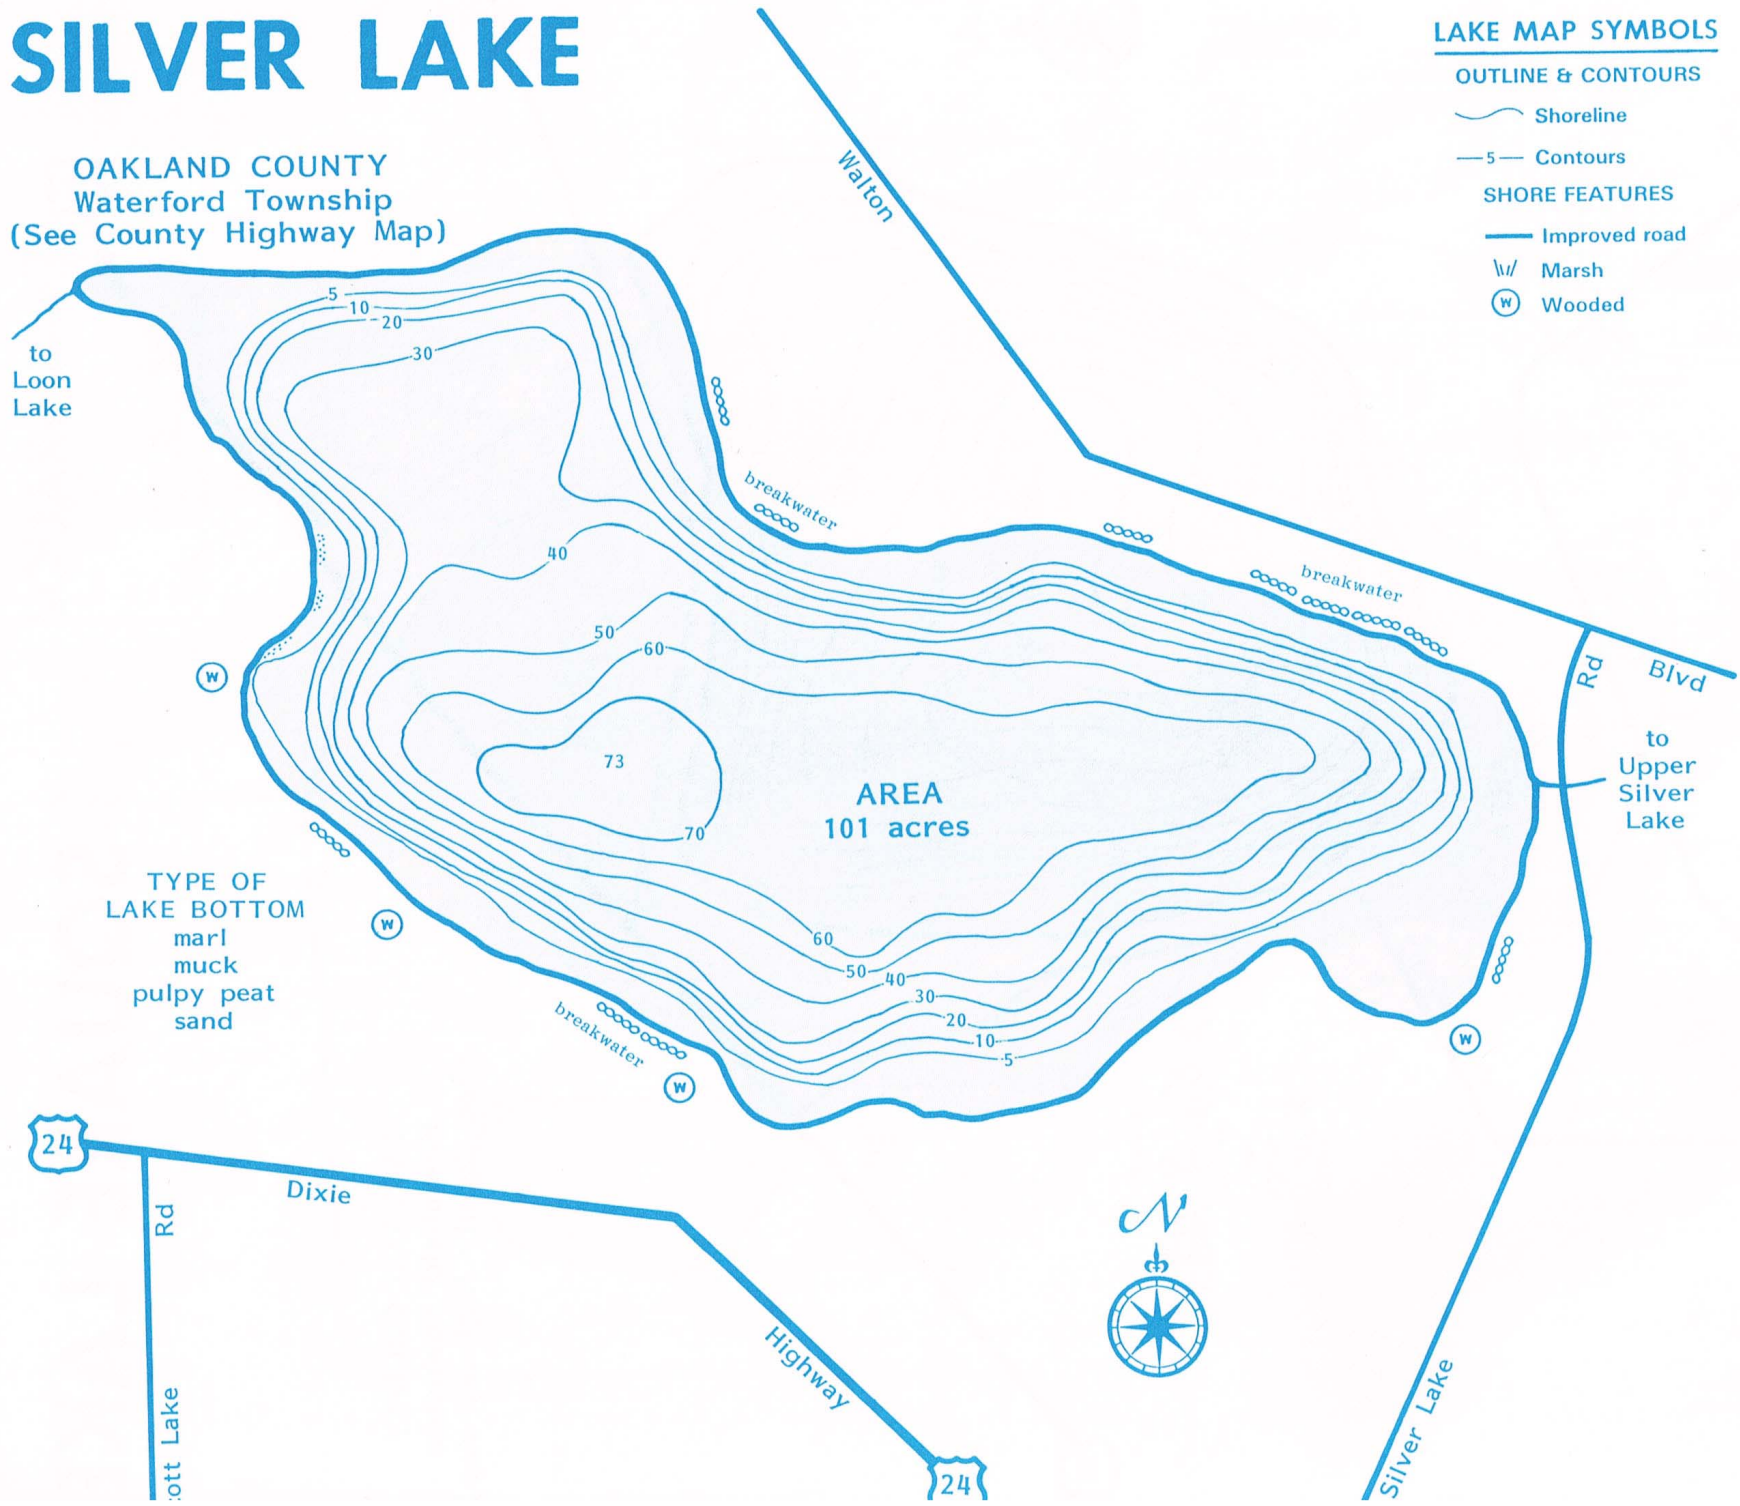 SILVER LAKE
OAKLAND COUNTY
Waterford Township
(See County Highway Map)
LAKE MAP SYMBOLS
OUTLINE & CONTOURS
Shoreline
5 Contours
SHORE FEATURES
Improved road
Marsh
W Wooded
Walton
Blvd
to
Loon
Lake
5
10
20
30
40
50
60
73
70
AREA
101 acres
breakwater
breakwater
Rd
to
Upper
Silver
Lake
W
W
W
W
TYPE OF
LAKE BOTTOM
marl
muck
pulpy peat
sand
breakwater
60
50
40
30
20
10
5
24
Dixie
Highway
24
Rd
cott Lake
N
Silver Lake